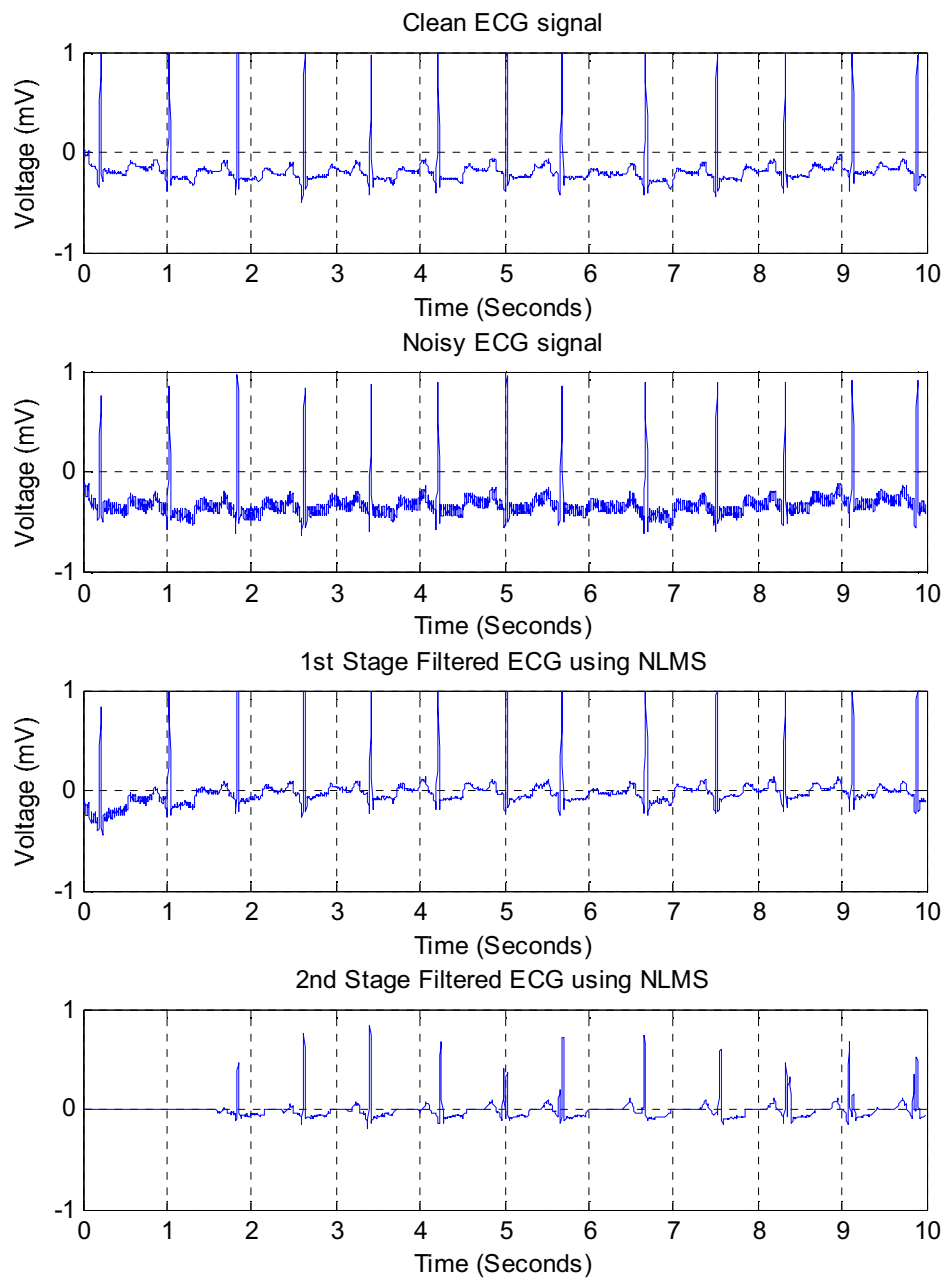 Clean ECG signal
1
0
-1
Voltage (mV)
0 1 2 3 4 5 6 7 8 9 10
Time (Seconds)
Noisy ECG signal
1
0
-1
Voltage (mV)
0 1 2 3 4 5 6 7 8 9 10
Time (Seconds)
1st Stage Filtered ECG using NLMS
1
0
-1
Voltage (mV)
0 1 2 3 4 5 6 7 8 9 10
Time (Seconds)
2nd Stage Filtered ECG using NLMS
1
0
-1
0 1 2 3 4 5 6 7 8 9 10
Time (Seconds)